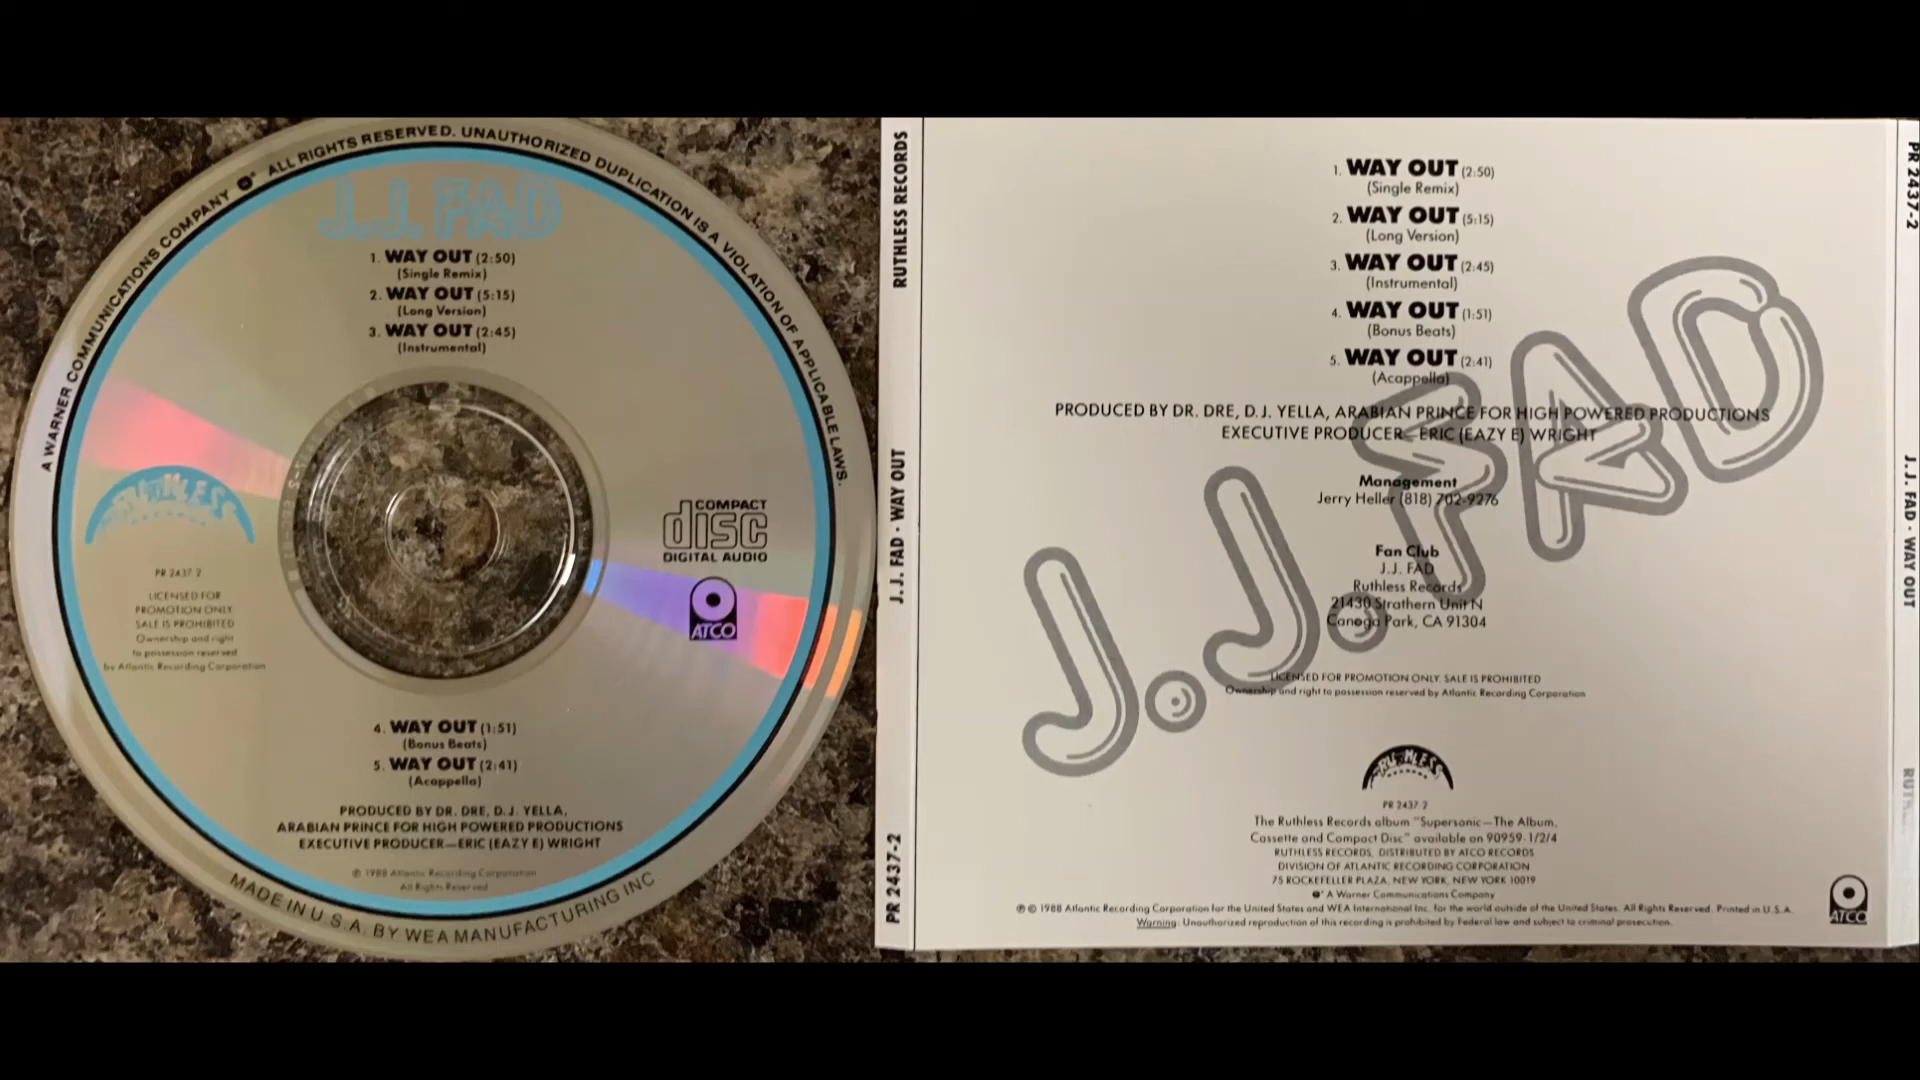 A WARNER COMMUNICATIONS COMPANY ALL RIGHTS RESERVED. UNAUTHORIZED DUPLICATION IS A VIOLATION OF APPLICABLE LAWS.
J.J. FAD
1. WAY OUT (2:50)
(Single Remix)
2. WAY OUT (5:15)
(Long Version)
3. WAY OUT (2:45)
(Instrumental)
RUTHLESS
RECORDS
COMPACT
disc
DIGITAL AUDIO
ATCO
PR 2437-2
LICENSED FOR
PROMOTION ONLY.
SALE IS PROHIBITED
Ownership and right
to possession reserved
by Atlantic Recording Corporation
4. WAY OUT (1:51)
(Bonus Beats)
5. WAY OUT (2:41)
(Acappella)
PRODUCED BY DR. DRE, D.J. YELLA,
ARABIAN PRINCE FOR HIGH POWERED PRODUCTIONS
EXECUTIVE PRODUCER—ERIC (EAZY E) WRIGHT
℗ 1988 Atlantic Recording Corporation
All Rights Reserved
MADE IN U.S.A. BY WEA MANUFACTURING INC.
RUTHLESS RECORDS
J.J. FAD · WAY OUT
PR 2437-2
1. WAY OUT (2:50)
(Single Remix)
2. WAY OUT (5:15)
(Long Version)
3. WAY OUT (2:45)
(Instrumental)
4. WAY OUT (1:51)
(Bonus Beats)
5. WAY OUT (2:41)
(Acappella)
PRODUCED BY DR. DRE, D.J. YELLA, ARABIAN PRINCE FOR HIGH POWERED PRODUCTIONS
EXECUTIVE PRODUCER—ERIC (EAZY E) WRIGHT
Management
Jerry Heller (818) 702-9276
Fan Club
J.J. FAD
Ruthless Records
21430 Strathern Unit N
Canoga Park, CA 91304
J.J. FAD
LICENSED FOR PROMOTION ONLY. SALE IS PROHIBITED
Ownership and right to possession reserved by Atlantic Recording Corporation
RUTHLESS
PR 2437-2
The Ruthless Records album "Supersonic—The Album,
Cassette and Compact Disc" available on 90959-1/2/4
RUTHLESS RECORDS, DISTRIBUTED BY ATCO RECORDS
DIVISION OF ATLANTIC RECORDING CORPORATION
75 ROCKEFELLER PLAZA, NEW YORK, NEW YORK 10019
A Warner Communications Company
℗ © 1988 Atlantic Recording Corporation for the United States and WEA International Inc. for the world outside of the United States. All Rights Reserved. Printed in U.S.A.
Warning: Unauthorized reproduction of this recording is prohibited by Federal law and subject to criminal prosecution.
ATCO
PR 2437-2
J.J. FAD · WAY OUT